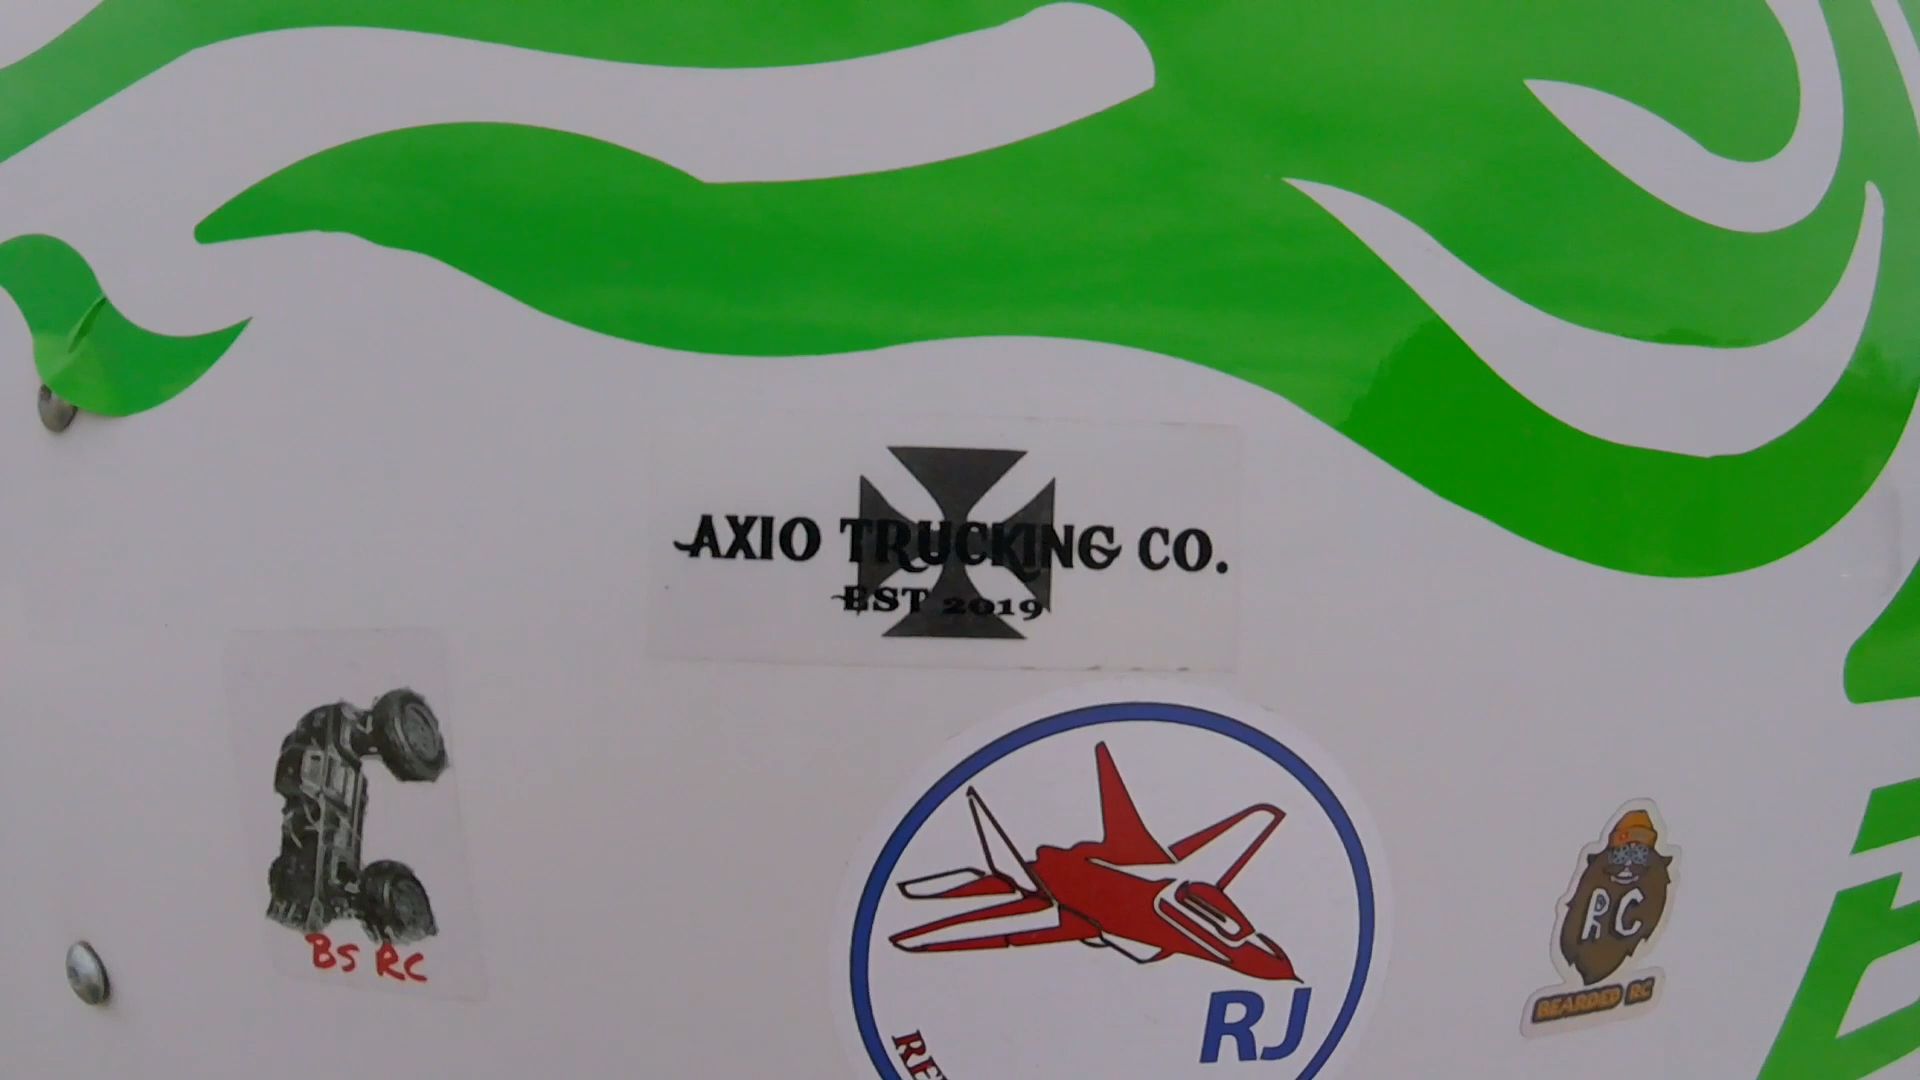 AXIO TRUCKING CO.
EST 2019
BS RC
RJ
RC
BEARDED RC